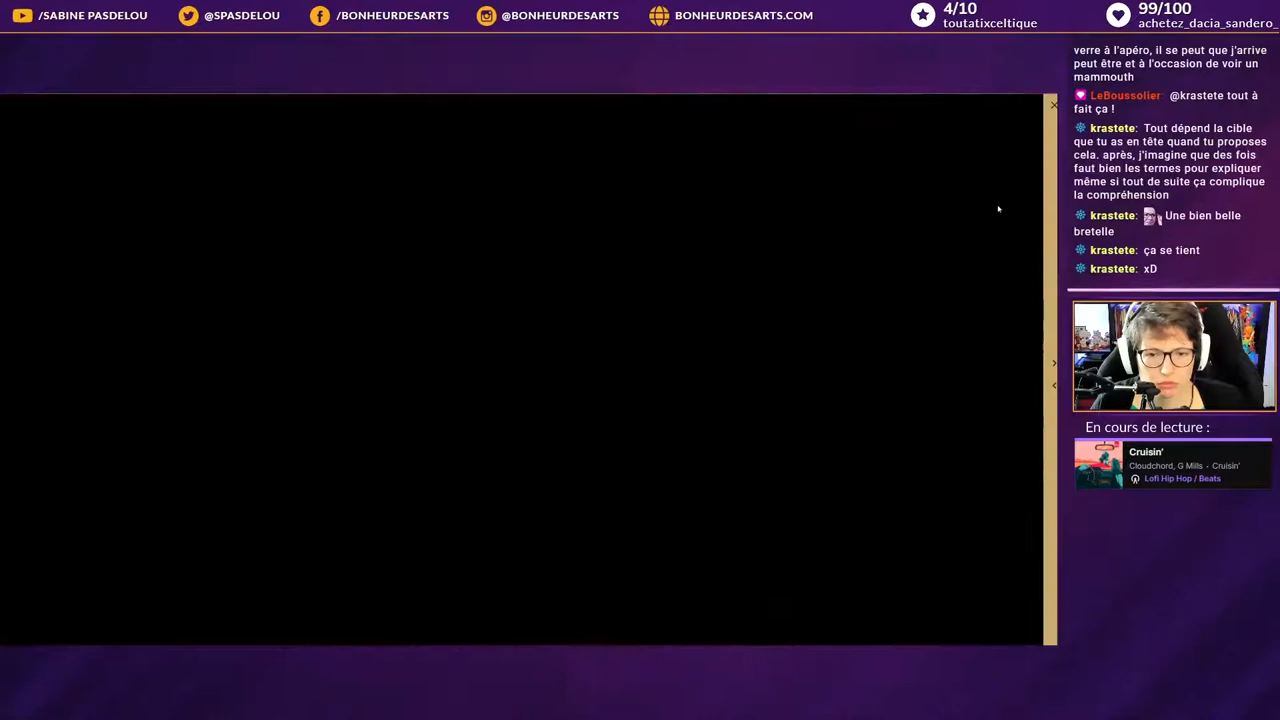 /SABINE PASDELOU
@SPASDELOU
/BONHEURDESARTS
@BONHEURDESARTS
BONHEURDESARTS.COM
4/10
toutatixceltique
99/100
achetez_dacia_sandero_
verre à l'apéro, il se peut que j'arrive
peut être et à l'occasion de voir un
mammouth
LeBoussolier @krastete tout à
fait ça !
krastete: Tout dépend la cible
que tu as en tête quand tu proposes
cela. après, j'imagine que des fois
faut bien les termes pour expliquer
même si tout de suite ça complique
la compréhension
krastete: Une bien belle
bretelle
krastete: ça se tient
krastete: xD
En cours de lecture :
Cruisin'
Cloudchord, G Mills • Cruisin'
Lofi Hip Hop / Beats